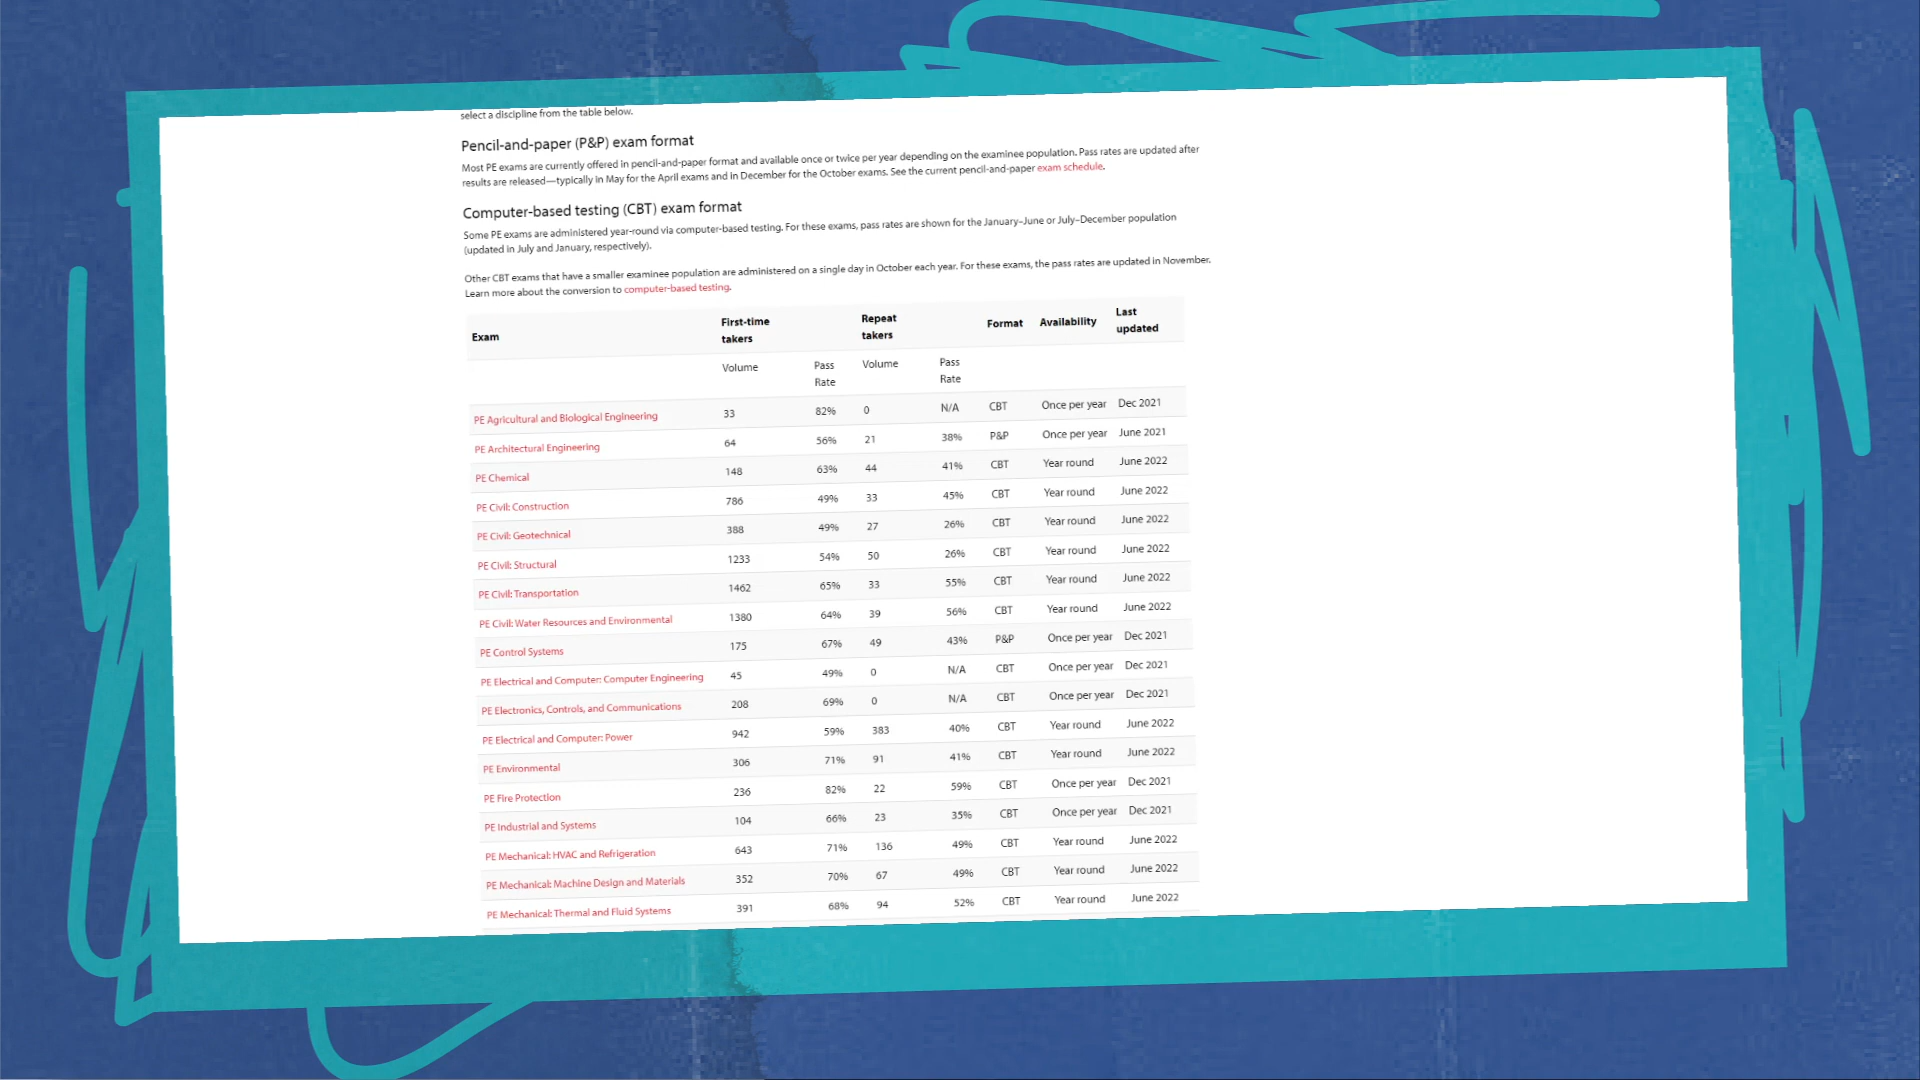 select a discipline from the table below.
Pencil-and-paper (P&P) exam format
Most PE exams are currently offered in pencil-and-paper format and available once or twice per year depending on the examinee population. Pass rates are updated after
results are released—typically in May for the April exams and in December for the October exams. See the current pencil-and-paper exam schedule.
Computer-based testing (CBT) exam format
Some PE exams are administered year-round via computer-based testing. For these exams, pass rates are shown for the January–June or July–December population
(updated in July and January, respectively).
Other CBT exams that have a smaller examinee population are administered on a single day in October each year. For these exams, the pass rates are updated in November.
Learn more about the conversion to computer-based testing.
Exam First-time takers Repeat takers Format Availability Last updated
Volume Pass Rate Volume Pass Rate
PE Agricultural and Biological Engineering 33 82% 0 N/A CBT Once per year Dec 2021
PE Architectural Engineering 64 56% 21 38% P&P Once per year June 2021
PE Chemical 148 63% 44 41% CBT Year round June 2022
PE Civil: Construction 786 49% 33 45% CBT Year round June 2022
PE Civil: Geotechnical 388 49% 27 26% CBT Year round June 2022
PE Civil: Structural 1233 54% 50 26% CBT Year round June 2022
PE Civil: Transportation 1462 65% 33 55% CBT Year round June 2022
PE Civil: Water Resources and Environmental 1380 64% 39 56% CBT Year round June 2022
PE Control Systems 175 67% 49 43% P&P Once per year Dec 2021
PE Electrical and Computer: Computer Engineering 45 49% 0 N/A CBT Once per year Dec 2021
PE Electronics, Controls, and Communications 208 69% 0 N/A CBT Once per year Dec 2021
PE Electrical and Computer: Power 942 59% 383 40% CBT Year round June 2022
PE Environmental 306 71% 91 41% CBT Year round June 2022
PE Fire Protection 236 82% 22 59% CBT Once per year Dec 2021
PE Industrial and Systems 104 66% 23 35% CBT Once per year Dec 2021
PE Mechanical: HVAC and Refrigeration 643 71% 136 49% CBT Year round June 2022
PE Mechanical: Machine Design and Materials 352 70% 67 49% CBT Year round June 2022
PE Mechanical: Thermal and Fluid Systems 391 68% 94 52% CBT Year round June 2022